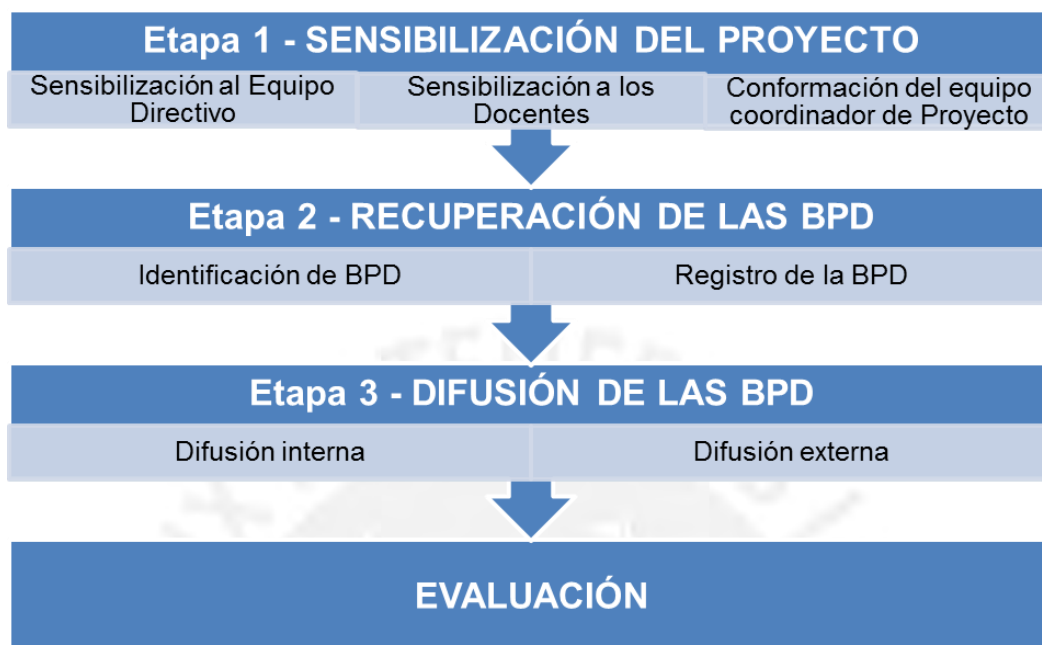 Etapa 1 - SENSIBILIZACIÓN DEL PROYECTO
Sensibilización al Equipo
Directivo
Sensibilización a los
Docentes
Conformación del equipo
coordinador de Proyecto
Etapa 2 - RECUPERACIÓN DE LAS BPD
Identificación de BPD
Registro de la BPD
Etapa 3 - DIFUSIÓN DE LAS BPD
Difusión interna
Difusión externa
EVALUACIÓN